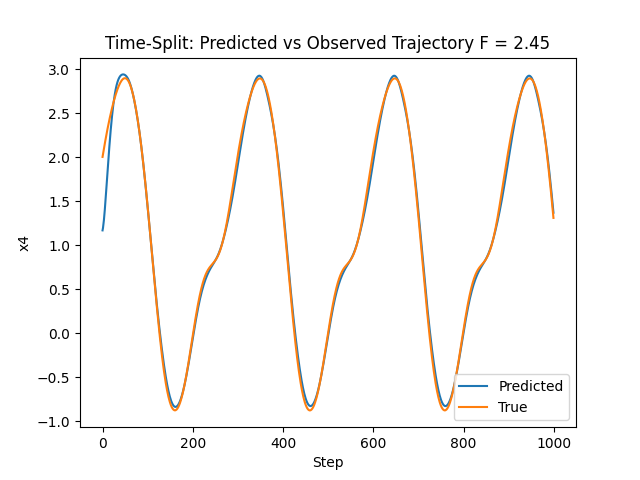 Time-Split: Predicted vs Observed Trajectory F = 2.45
3.0
2.5
2.0
1.5
1.0
0.5
0.0
−0.5
−1.0
x4
0 200 400 600 800 1000
Step
Predicted
True